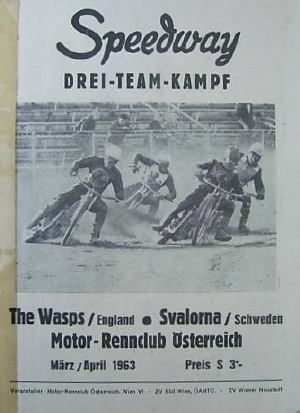 Speedway
DREI-TEAM-KAMPF
The Wasps / England • Svalorna / Schweden
Motor-Rennclub Österreich
März / April 1963 Preis S 3·-
Veranstalter: Motor-Rennclub Österreich, Wien VI - ZV Süd Wien, ÖAMTC. - ZV Wiener Neustadt